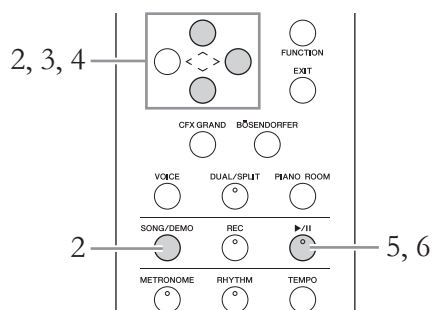 FUNCTION
2, 3, 4
EXIT
CFX GRAND BÖSENDORFER
VOICE DUAL/SPLIT PIANO ROOM
SONG/DEMO REC ►/II
2
5, 6
METRONOME RHYTHM TEMPO